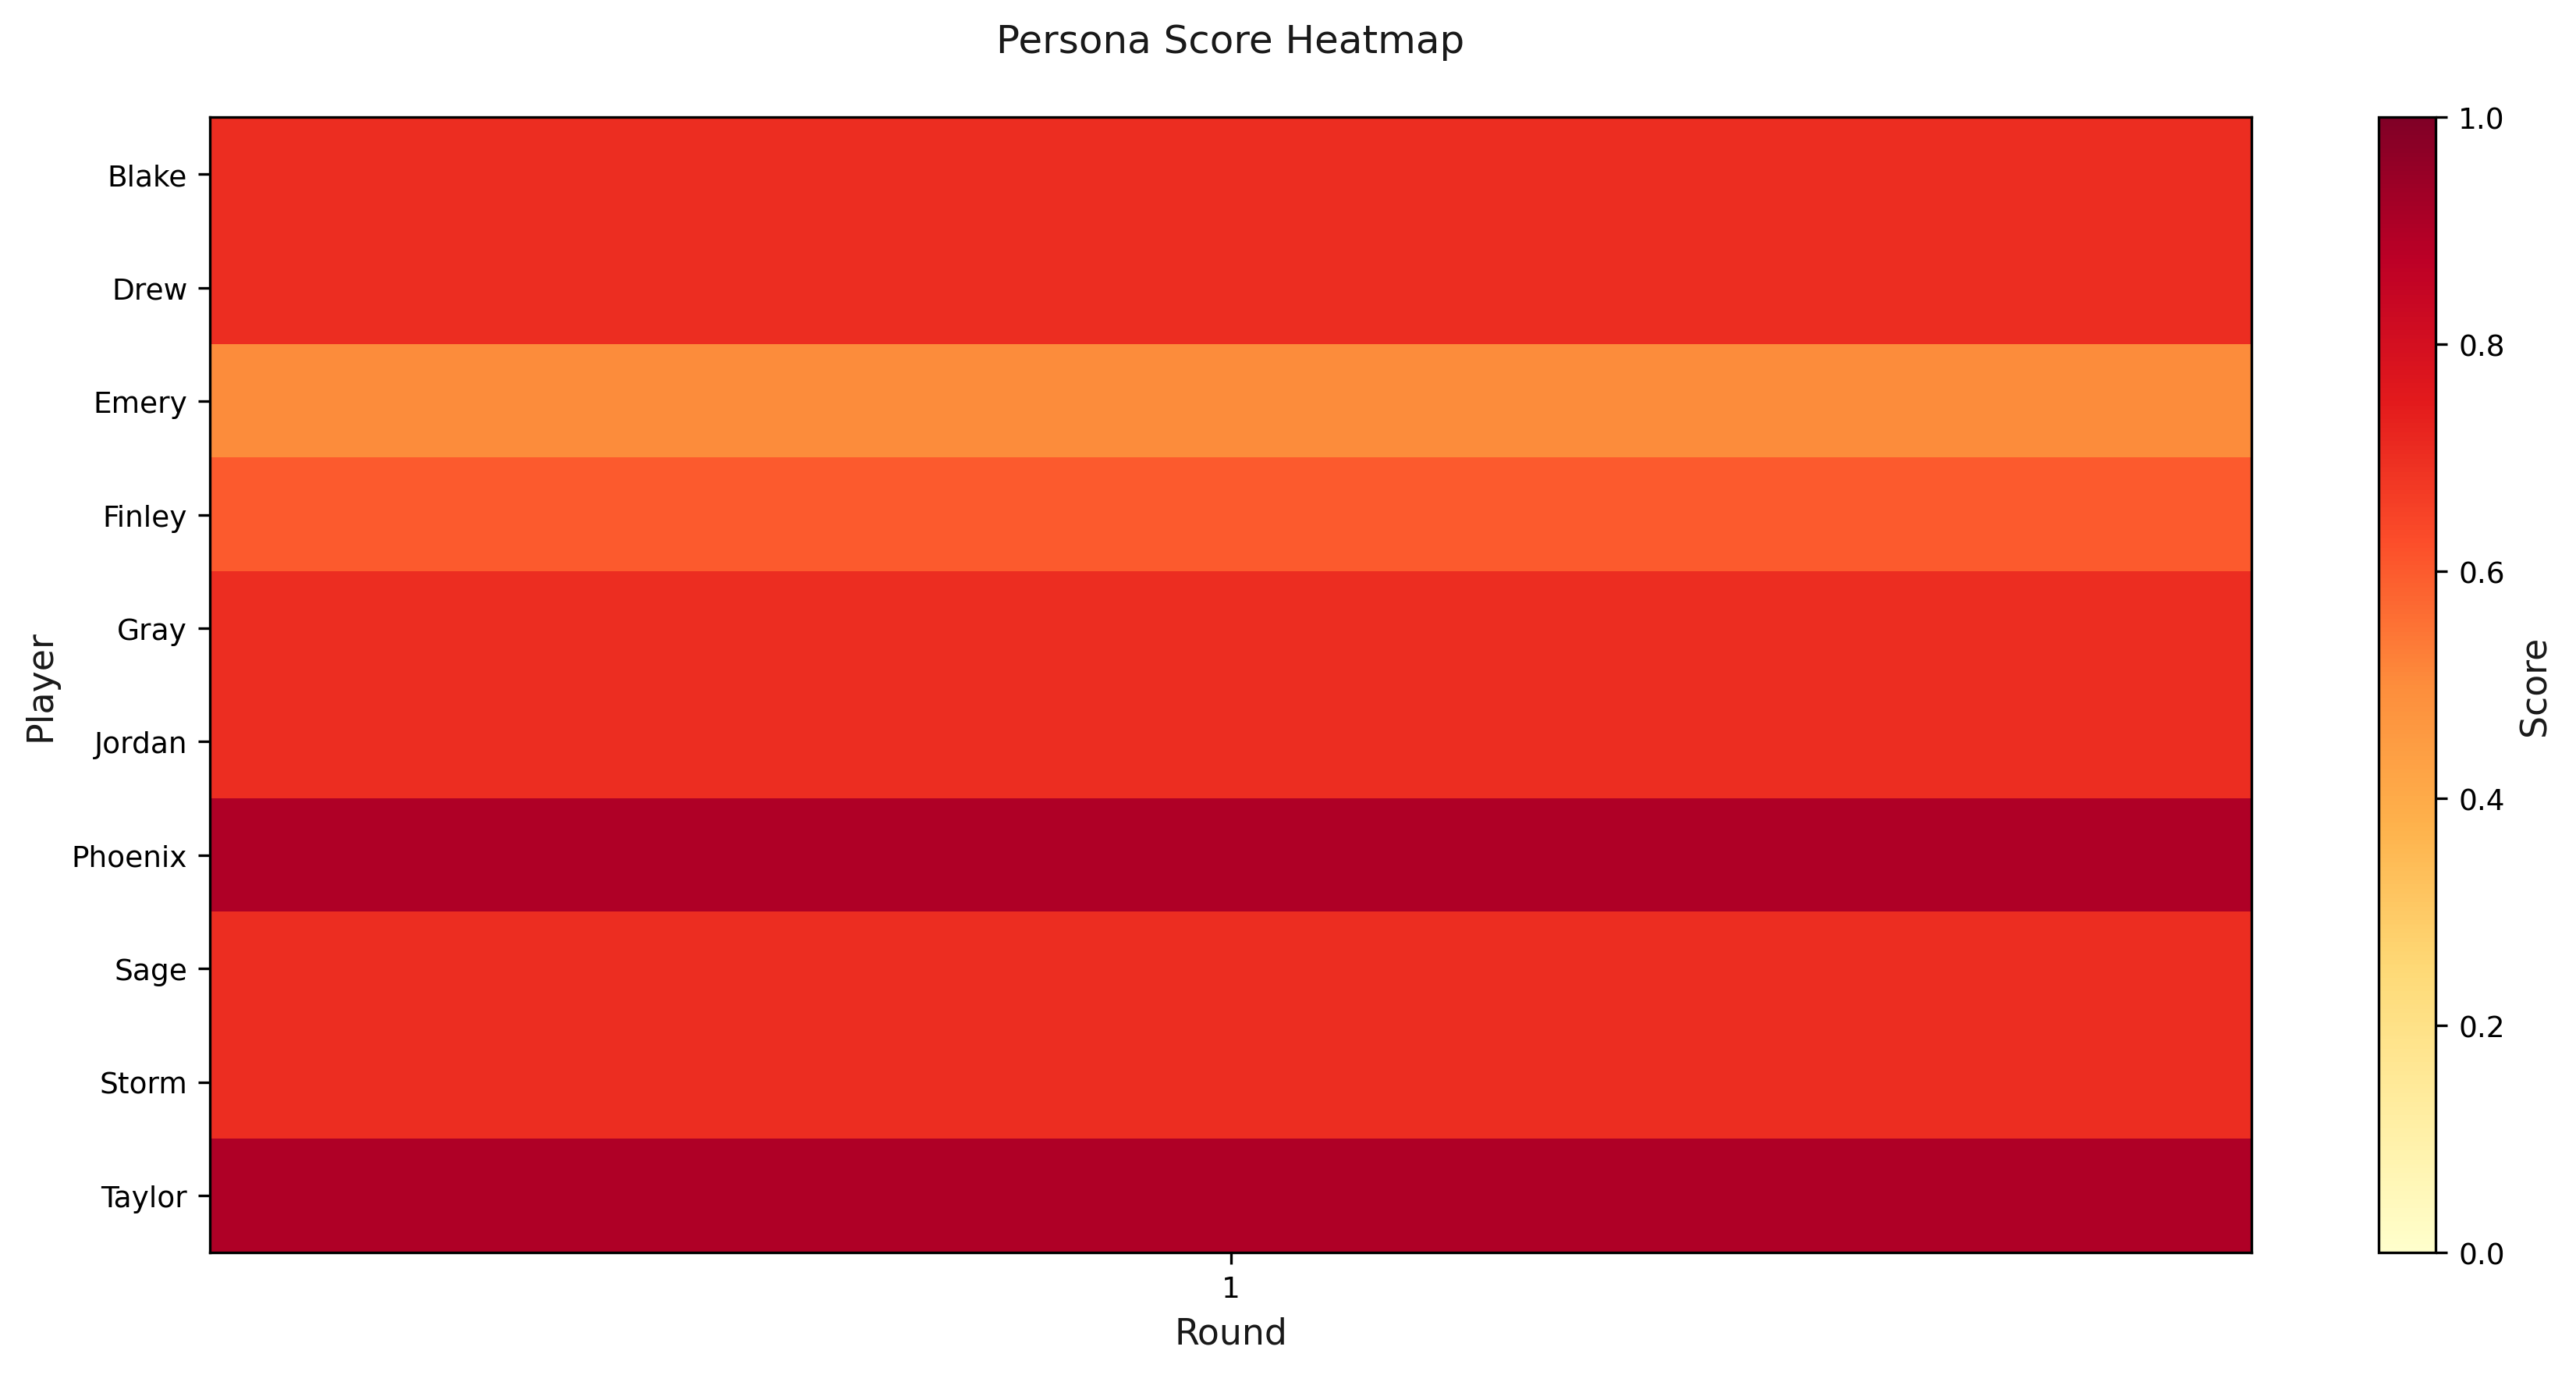 Persona Score Heatmap
Player
Blake
Drew
Emery
Finley
Gray
Jordan
Phoenix
Sage
Storm
Taylor
1
Round
1.0
0.8
0.6
0.4
0.2
0.0
Score